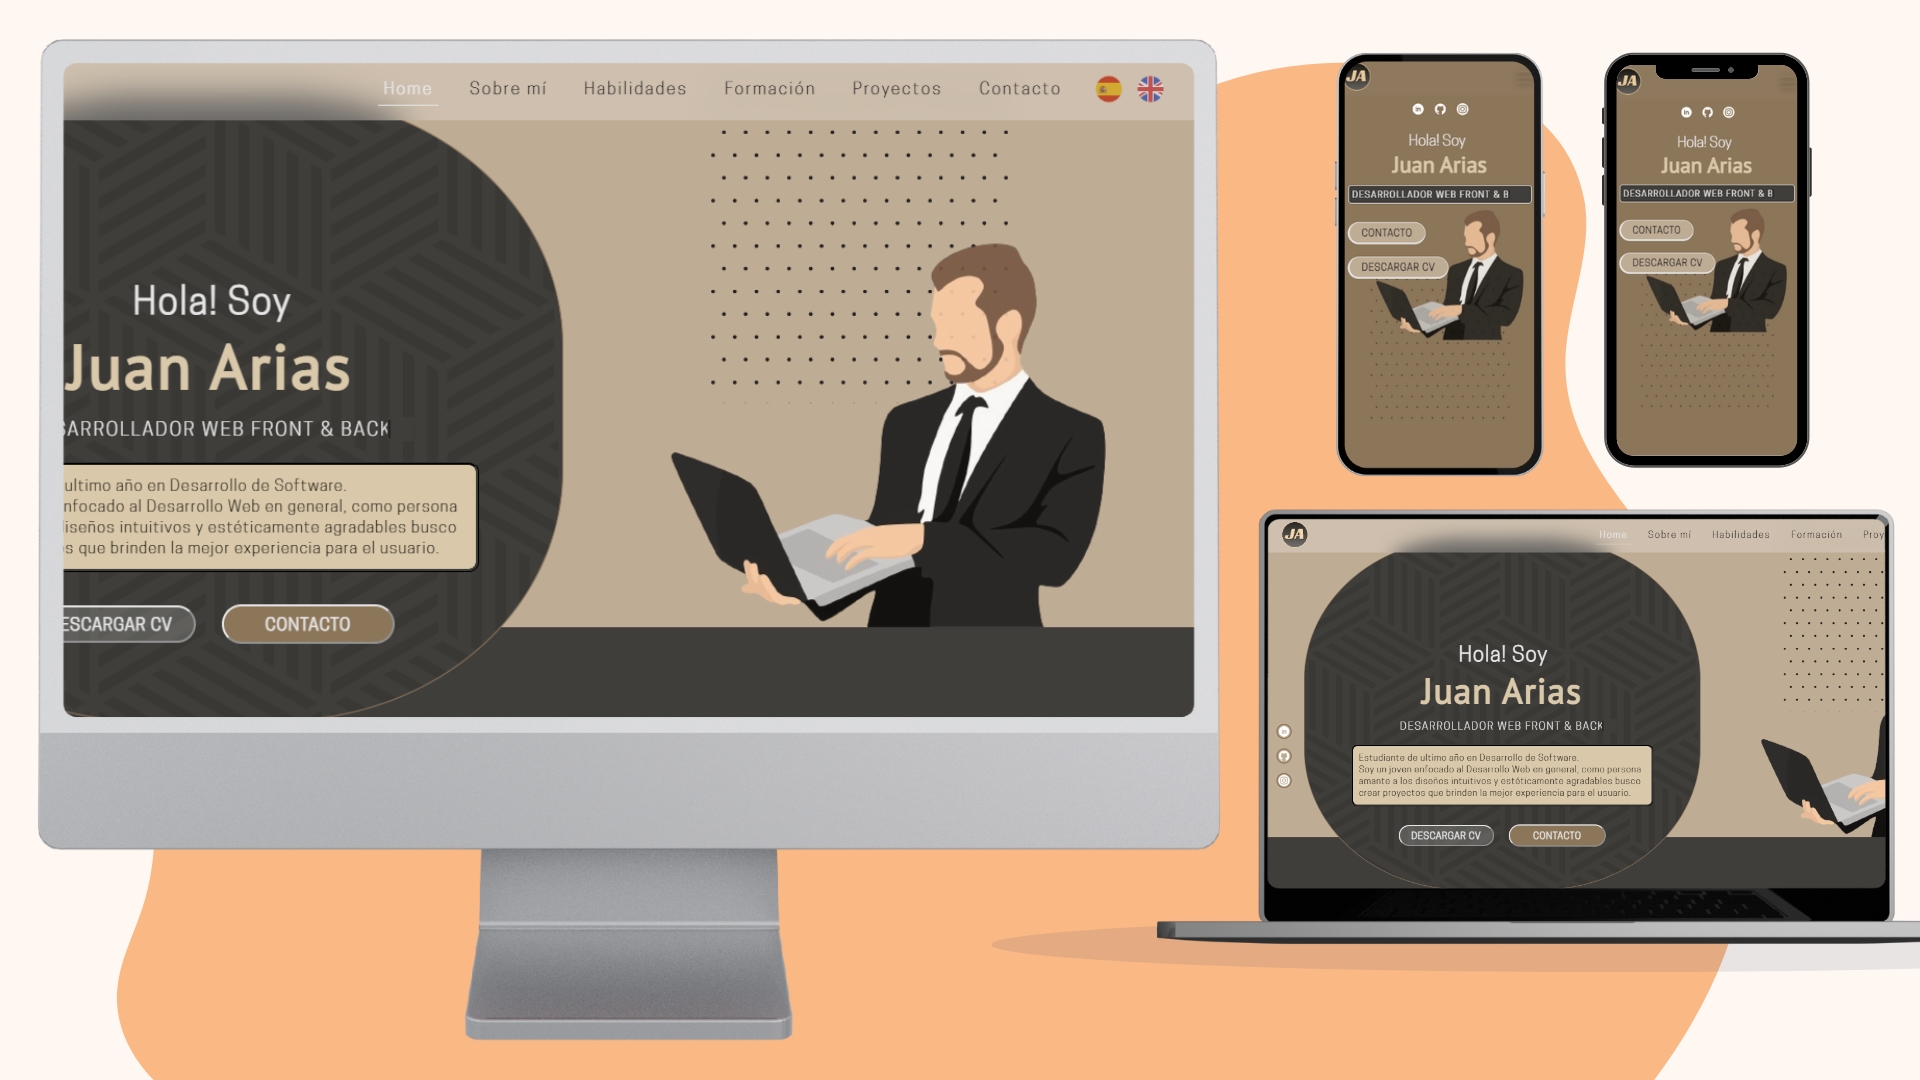 Home Sobre mí Habilidades Formación Proyectos Contacto
Hola! Soy
Juan Arias
SARROLLADOR WEB FRONT & BACK
ultimo año en Desarrollo de Software.
nfocado al Desarrollo Web en general, como persona
diseños intuitivos y estéticamente agradables busco
s que brinden la mejor experiencia para el usuario.
ESCARGAR CV CONTACTO
JA
Hola! Soy
Juan Arias
DESARROLLADOR WEB FRONT & B
CONTACTO
DESCARGAR CV
JA
Hola! Soy
Juan Arias
DESARROLLADOR WEB FRONT & B
CONTACTO
DESCARGAR CV
JA
Home Sobre mí Habilidades Formación Proy
Hola! Soy
Juan Arias
DESARROLLADOR WEB FRONT & BACK
Estudiante de ultimo año en Desarrollo de Software.
Soy un joven enfocado al Desarrollo Web en general, como persona
amante a los diseños intuitivos y estéticamente agradables busco
crear proyectos que brinden la mejor experiencia para el usuario.
DESCARGAR CV CONTACTO